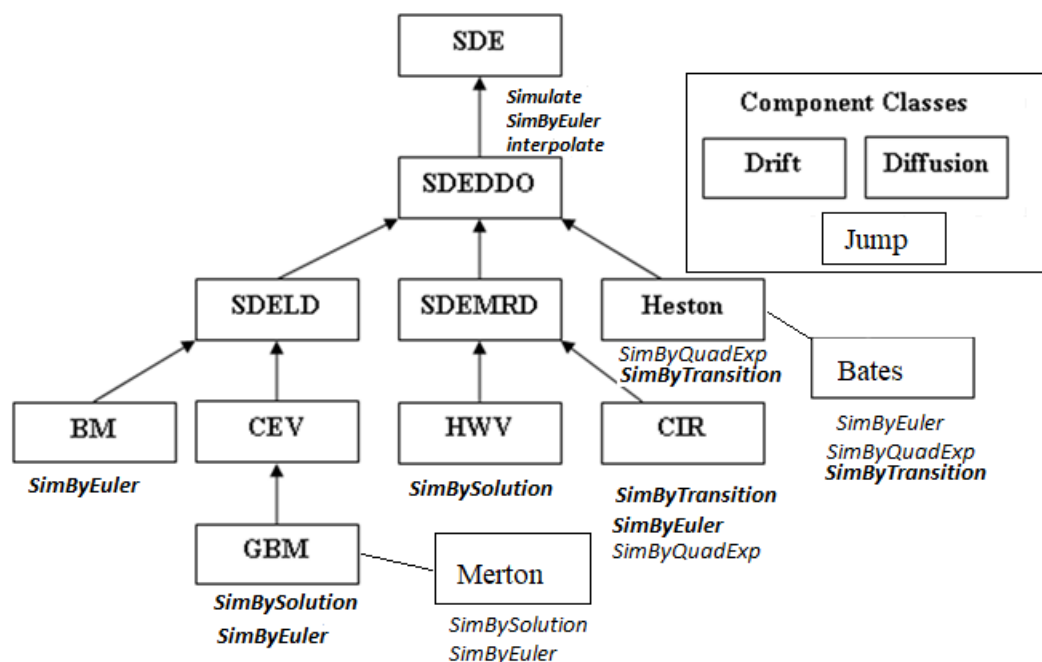 SDE
Simulate
SimByEuler
interpolate
Component Classes
Drift
Diffusion
Jump
SDEDDO
SDELD
SDEMRD
Heston
SimByQuadExp
SimByTransition
Bates
SimByEuler
SimByQuadExp
SimByTransition
BM
SimByEuler
CEV
HWV
SimBySolution
CIR
SimByTransition
SimByEuler
SimByQuadExp
GBM
SimBySolution
SimByEuler
Merton
SimBySolution
SimByEuler